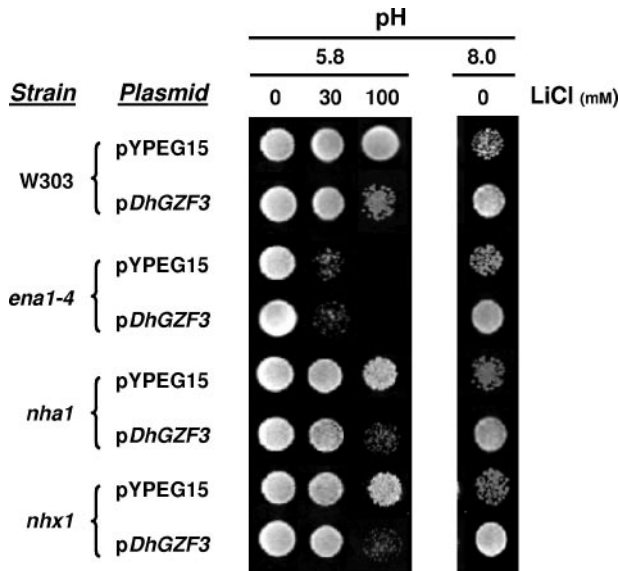 pH
5.8 8.0
Strain Plasmid 0 30 100 0 LiCl (mM)
pYPEG15
W303
pDhGZF3
pYPEG15
ena1-4
pDhGZF3
pYPEG15
nha1
pDhGZF3
pYPEG15
nhx1
pDhGZF3